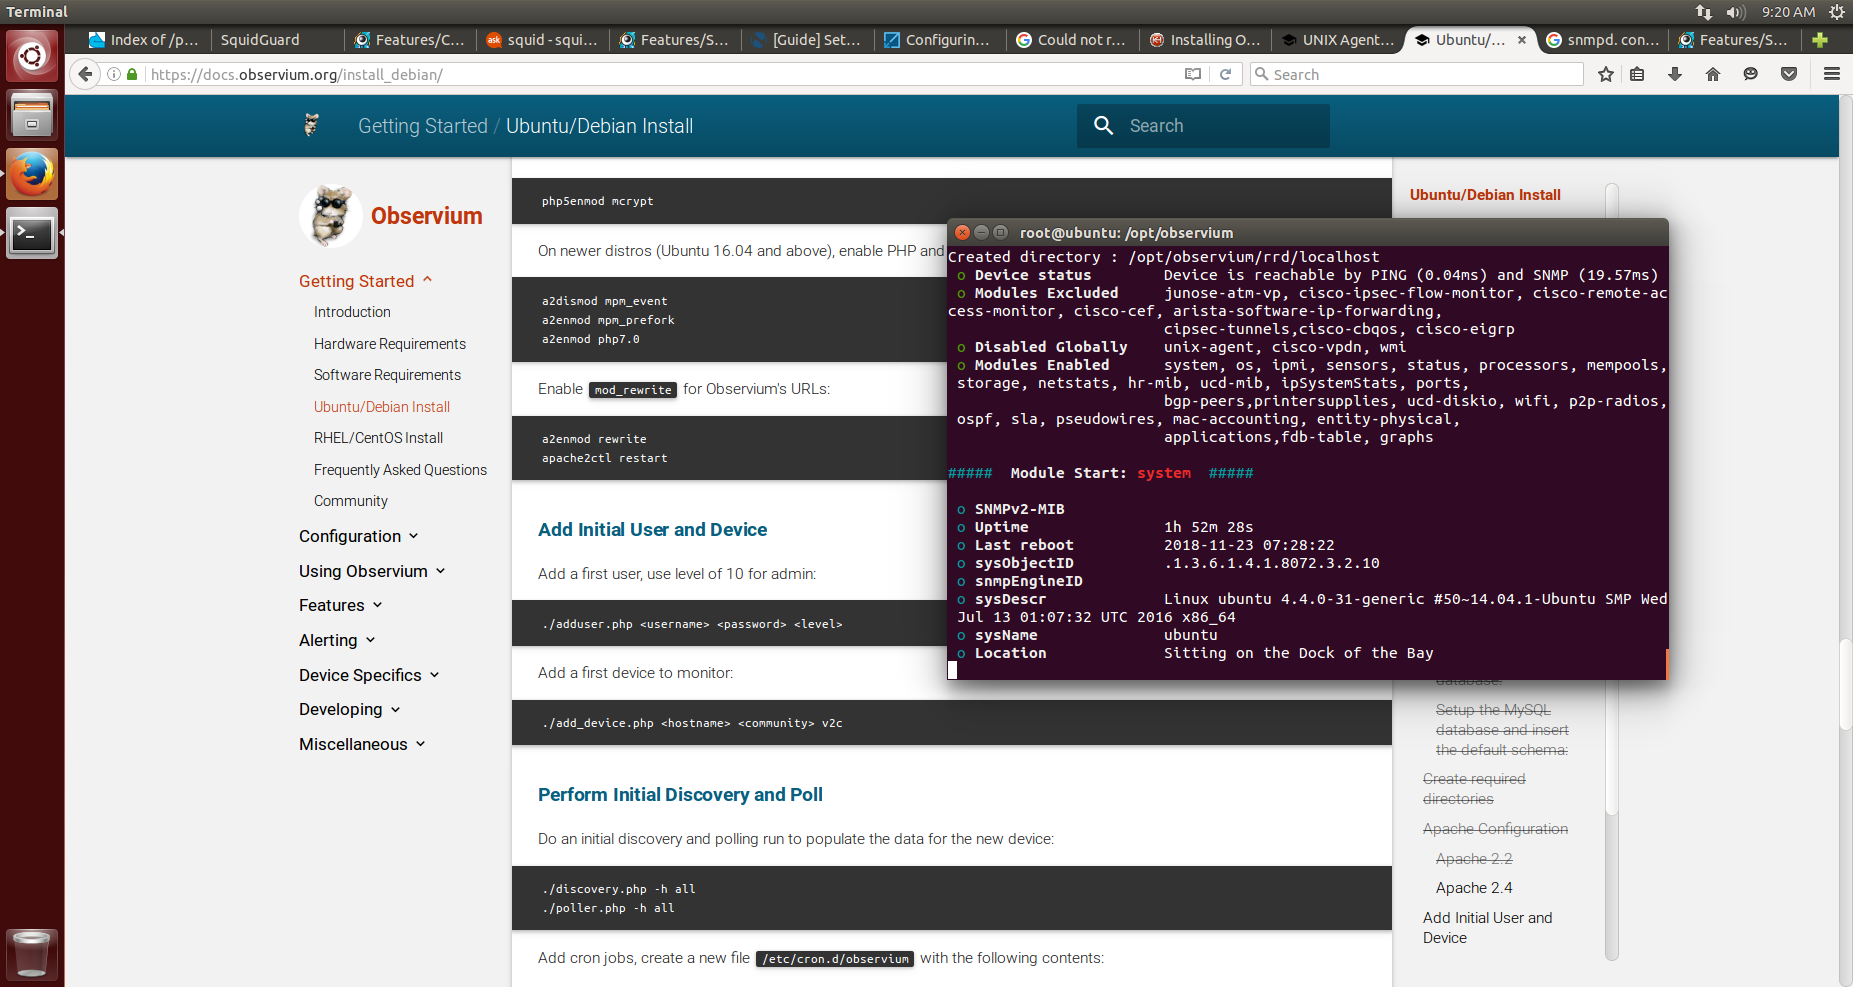 Terminal
9:20 AM
Index of /p...
SquidGuard
Features/C...
squid - squi...
Features/S...
[Guide] Set...
Configurin...
Could not r...
Installing O...
UNIX Agent...
Ubuntu/...
snmpd. con...
Features/S...
https://docs.observium.org/install_debian/
Search
Getting Started / Ubuntu/Debian Install
Search
Observium
Getting Started
Introduction
Hardware Requirements
Software Requirements
Ubuntu/Debian Install
RHEL/CentOS Install
Frequently Asked Questions
Community
Configuration
Using Observium
Features
Alerting
Device Specifics
Developing
Miscellaneous
php5enmod mcrypt
On newer distros (Ubuntu 16.04 and above), enable PHP and
a2dismod mpm_event
a2enmod mpm_prefork
a2enmod php7.0
Enable mod_rewrite for Observium's URLs:
a2enmod rewrite
apache2ctl restart
Add Initial User and Device
Add a first user, use level of 10 for admin:
./adduser.php <username> <password> <level>
Add a first device to monitor:
./add_device.php <hostname> <community> v2c
Perform Initial Discovery and Poll
Do an initial discovery and polling run to populate the data for the new device:
./discovery.php -h all
./poller.php -h all
Add cron jobs, create a new file /etc/cron.d/observium with the following contents:
root@ubuntu: /opt/observium
Created directory : /opt/observium/rrd/localhost
o Device status Device is reachable by PING (0.04ms) and SNMP (19.57ms)
o Modules Excluded junose-atm-vp, cisco-ipsec-flow-monitor, cisco-remote-ac
cess-monitor, cisco-cef, arista-software-ip-forwarding,
cipsec-tunnels,cisco-cbqos, cisco-eigrp
o Disabled Globally unix-agent, cisco-vpdn, wmi
o Modules Enabled system, os, ipmi, sensors, status, processors, mempools,
storage, netstats, hr-mib, ucd-mib, ipSystemStats, ports,
bgp-peers,printersupplies, ucd-diskio, wifi, p2p-radios,
ospf, sla, pseudowires, mac-accounting, entity-physical,
applications,fdb-table, graphs
##### Module Start: system #####
o SNMPv2-MIB
o Uptime 1h 52m 28s
o Last reboot 2018-11-23 07:28:22
o sysObjectID .1.3.6.1.4.1.8072.3.2.10
o snmpEngineID
o sysDescr Linux ubuntu 4.4.0-31-generic #50~14.04.1-Ubuntu SMP Wed
Jul 13 01:07:32 UTC 2016 x86_64
o sysName ubuntu
o Location Sitting on the Dock of the Bay
Ubuntu/Debian Install
database:
Setup the MySQL
database and insert
the default schema:
Create required
directories
Apache Configuration
Apache 2.2
Apache 2.4
Add Initial User and
Device